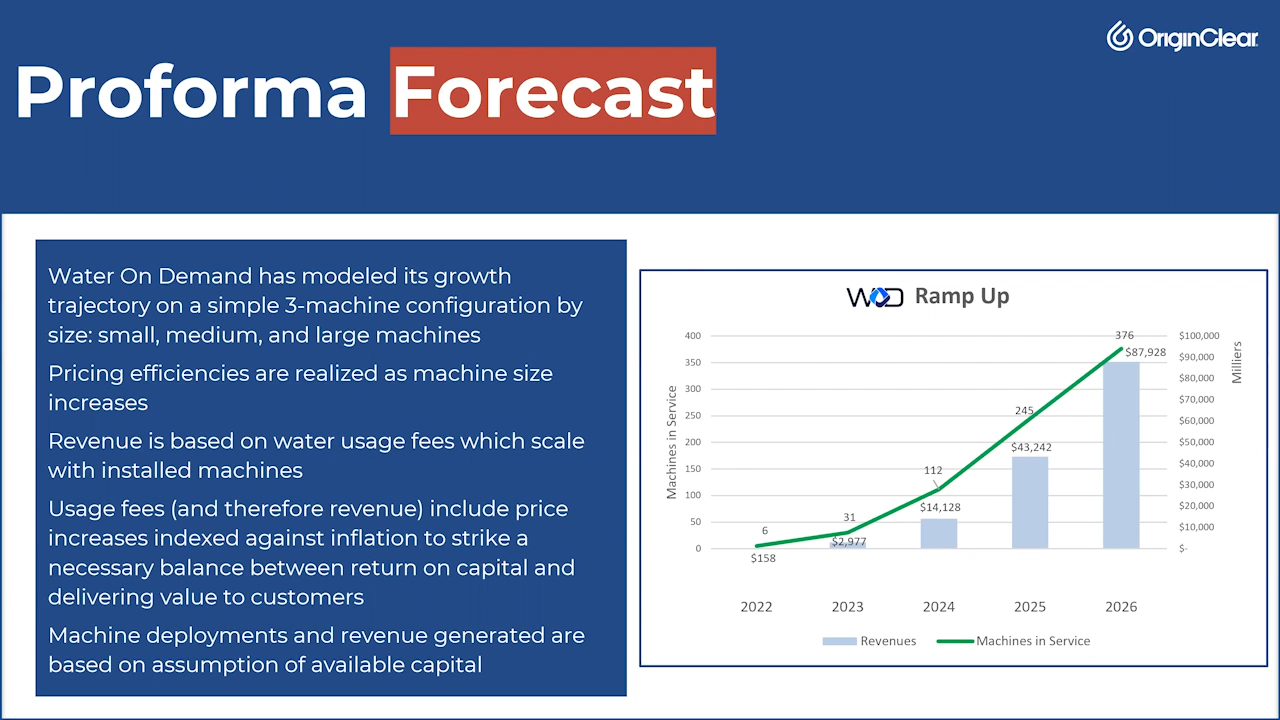 OriginClear
Proforma Forecast
Water On Demand has modeled its growth
trajectory on a simple 3-machine configuration by
size: small, medium, and large machines
Pricing efficiencies are realized as machine size
increases
Revenue is based on water usage fees which scale
with installed machines
Usage fees (and therefore revenue) include price
increases indexed against inflation to strike a
necessary balance between return on capital and
delivering value to customers
Machine deployments and revenue generated are
based on assumption of available capital
WOD Ramp Up
Machines in Service
400
350
300
250
200
150
100
50
0
6
31
112
245
376
$158
$2,977
$14,128
$43,242
$87,928
$100,000
$90,000
$80,000
$70,000
$60,000
$50,000
$40,000
$30,000
$20,000
$10,000
$-
Milliers
2022 2023 2024 2025 2026
Revenues Machines in Service